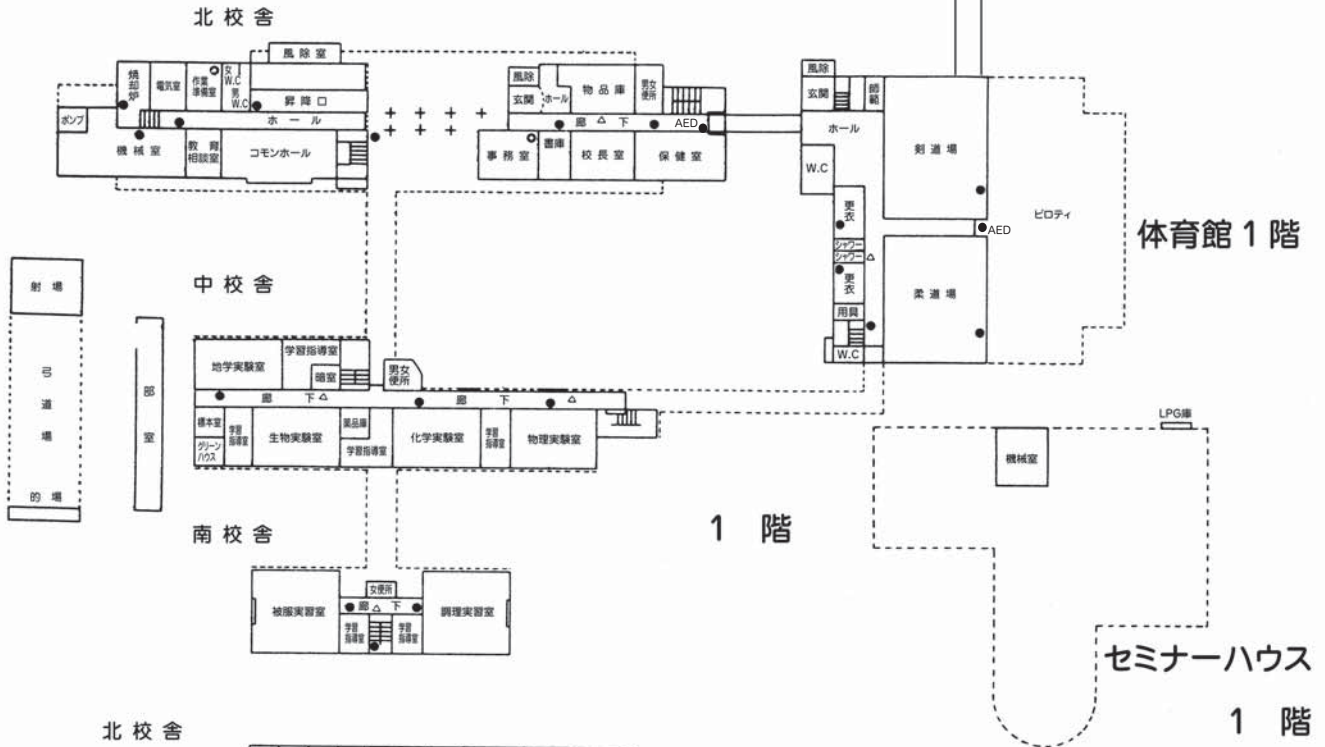 北校舎
風除室
焼却炉
電気室
作業準備室
女W.C
男W.C
昇降口
ポンプ
ホール
機械室
教育相談室
コモンホール
風除
玄関
ホール
物品庫
男女便所
廊下
AED
事務室
書庫
校長室
保健室
風除
玄関
師範
ホール
剣道場
W.C
更衣
シャワー
シャワー
更衣
用具
W.C
AED
柔道場
ピロティ
体育館1階
射場
弓道場
的場
部室
中校舎
地学実験室
学習指導室
暗室
男女便所
廊下
廊下
標本室
グリーンハウス
学習指導室
生物実験室
薬品庫
学習指導室
化学実験室
学習指導室
物理実験室
LPG庫
機械室
1階
南校舎
被服実習室
女便所
廊下
学習指導室
学習指導室
調理実習室
セミナーハウス
1階
北校舎